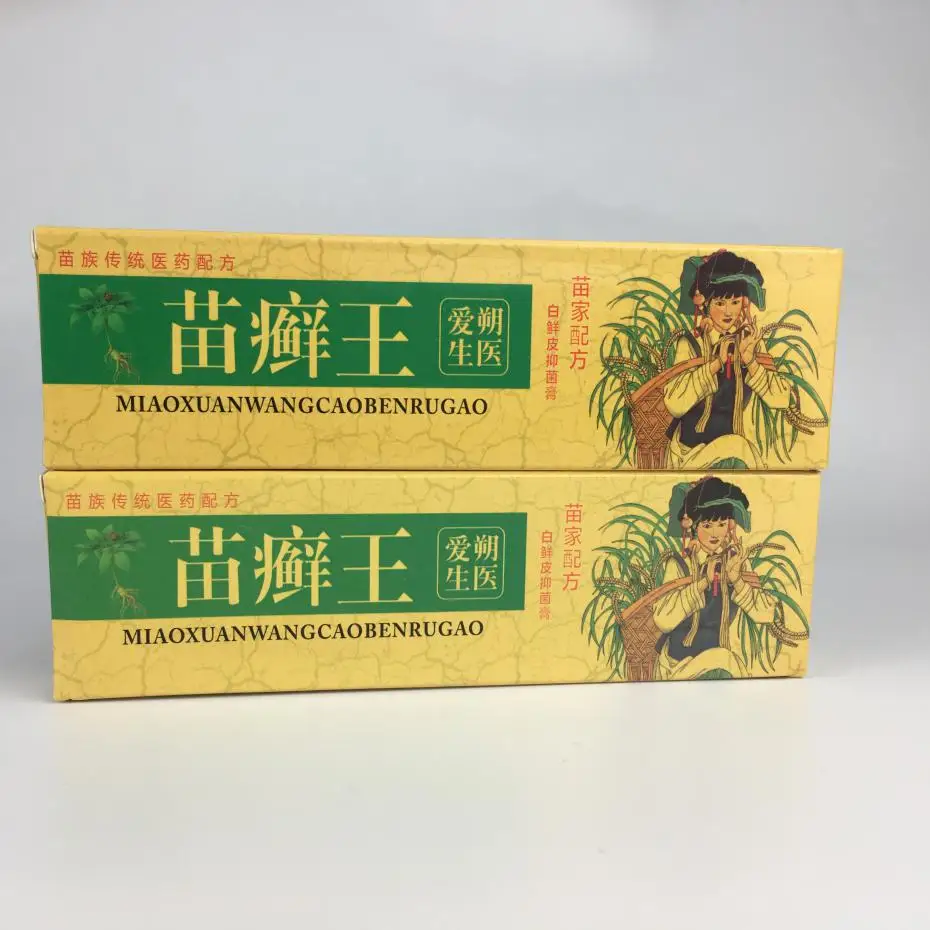 苗族传统医药配方
苗癣王
朔医
爱生
MIAOXUANWANGCAOBENRUGAO
苗家配方
白鲜皮抑菌膏
苗族传统医药配方
苗癣王
朔医
爱生
MIAOXUANWANGCAOBENRUGAO
苗家配方
白鲜皮抑菌膏